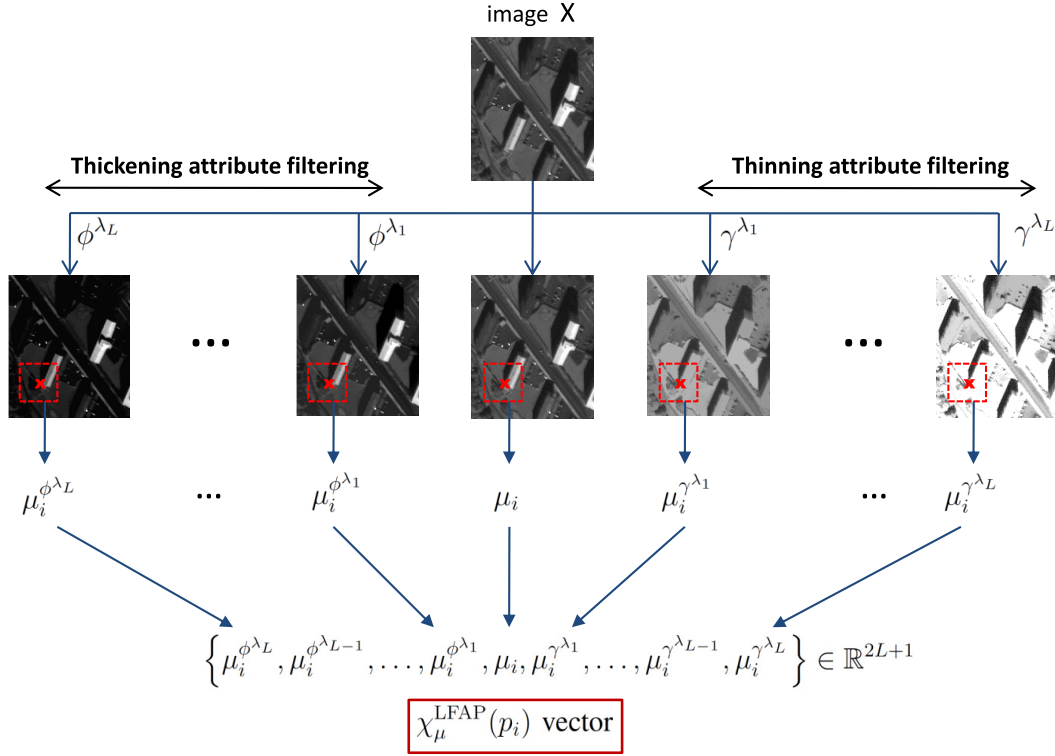 image X
Thickening attribute filtering
Thinning attribute filtering
ϕ^{λ_L} ϕ^{λ_1} γ^{λ_1} γ^{λ_L}
... ...
x x x x x
μ_i^{ϕ^{λ_L}} ... μ_i^{ϕ^{λ_1}} μ_i μ_i^{γ^{λ_1}} ... μ_i^{γ^{λ_L}}
{μ_i^{ϕ^{λ_L}}, μ_i^{ϕ^{λ_{L-1}}}, ..., μ_i^{ϕ^{λ_1}}, μ_i, μ_i^{γ^{λ_1}}, ..., μ_i^{γ^{λ_{L-1}}}, μ_i^{γ^{λ_L}}} ∈ ℝ^{2L+1}
χ_μ^{LFAP}(p_i) vector